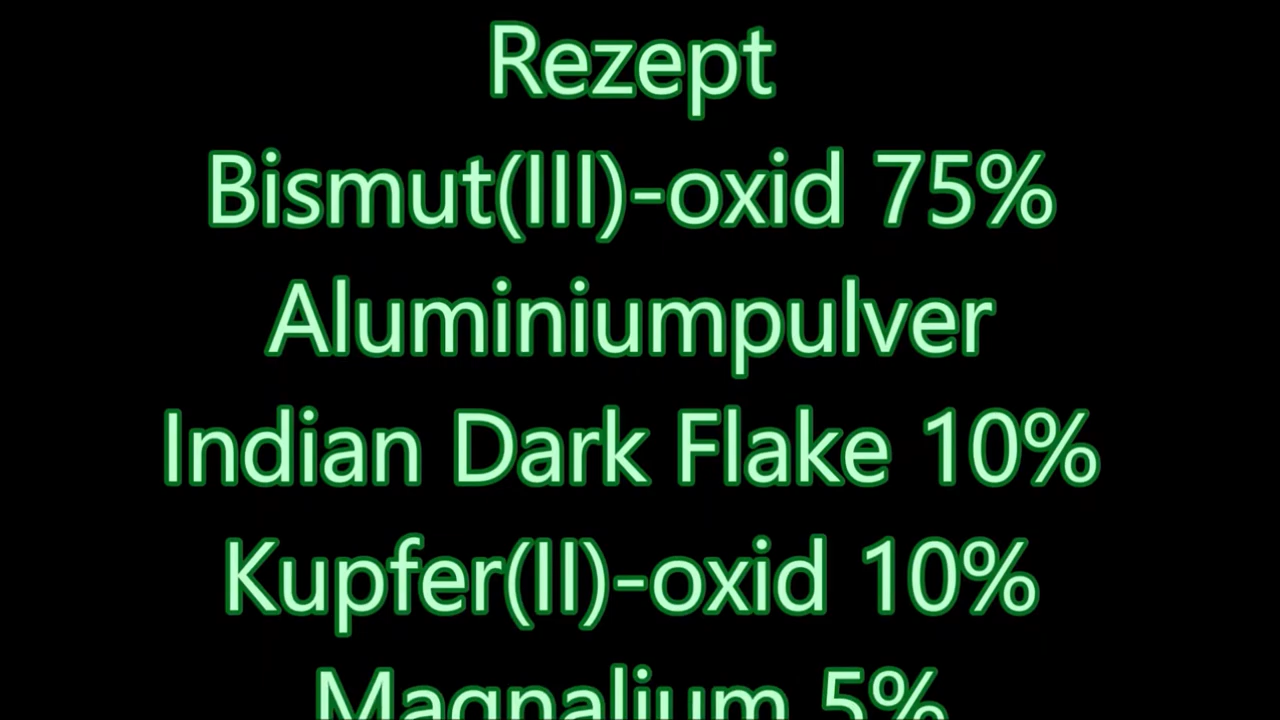 Rezept
Bismut(III)-oxid 75%
Aluminiumpulver
Indian Dark Flake 10%
Kupfer(II)-oxid 10%
Magnalium 5%